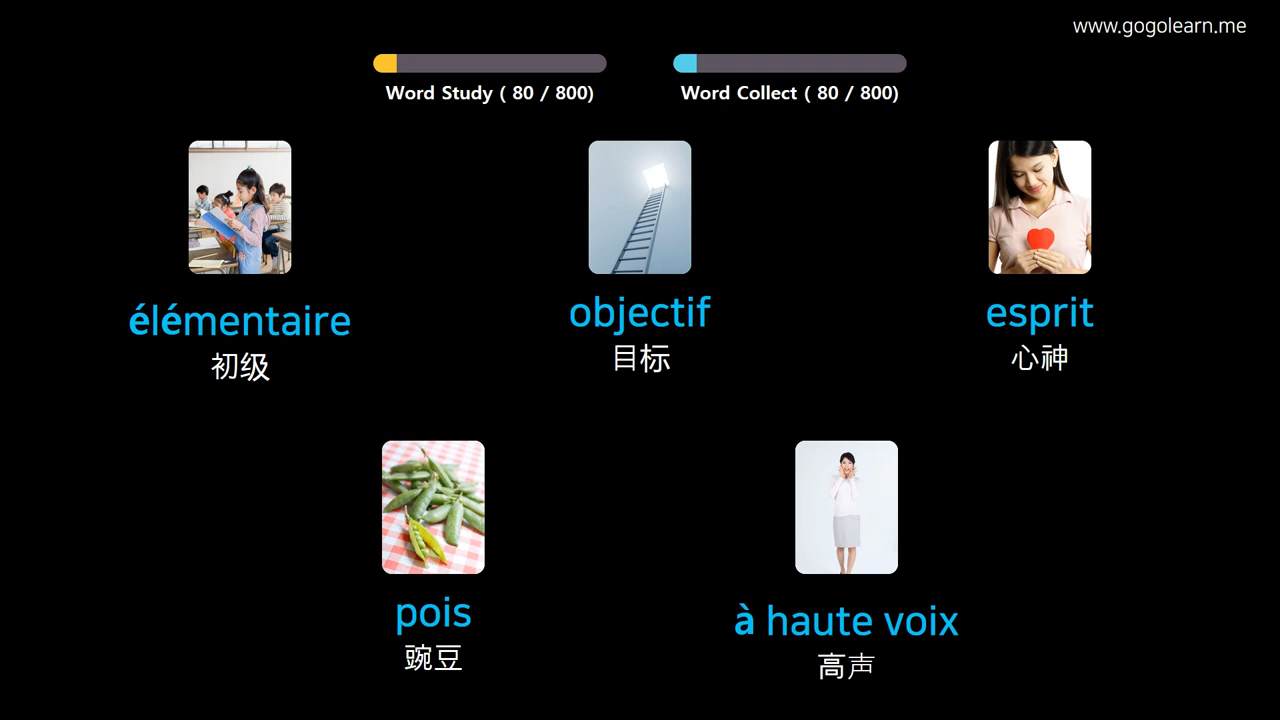 www.gogolearn.me
Word Study ( 80 / 800)
Word Collect ( 80 / 800)
élémentaire
初级
objectif
目标
esprit
心神
pois
豌豆
à haute voix
高声